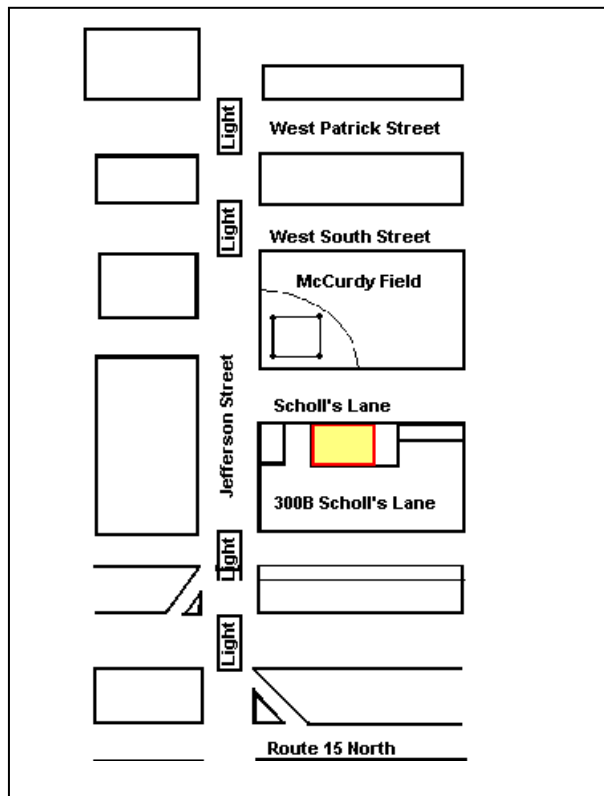 Light
West Patrick Street
Light
West South Street
McCurdy Field
Jefferson Street
Scholl's Lane
300B Scholl's Lane
Light
Light
Route 15 North